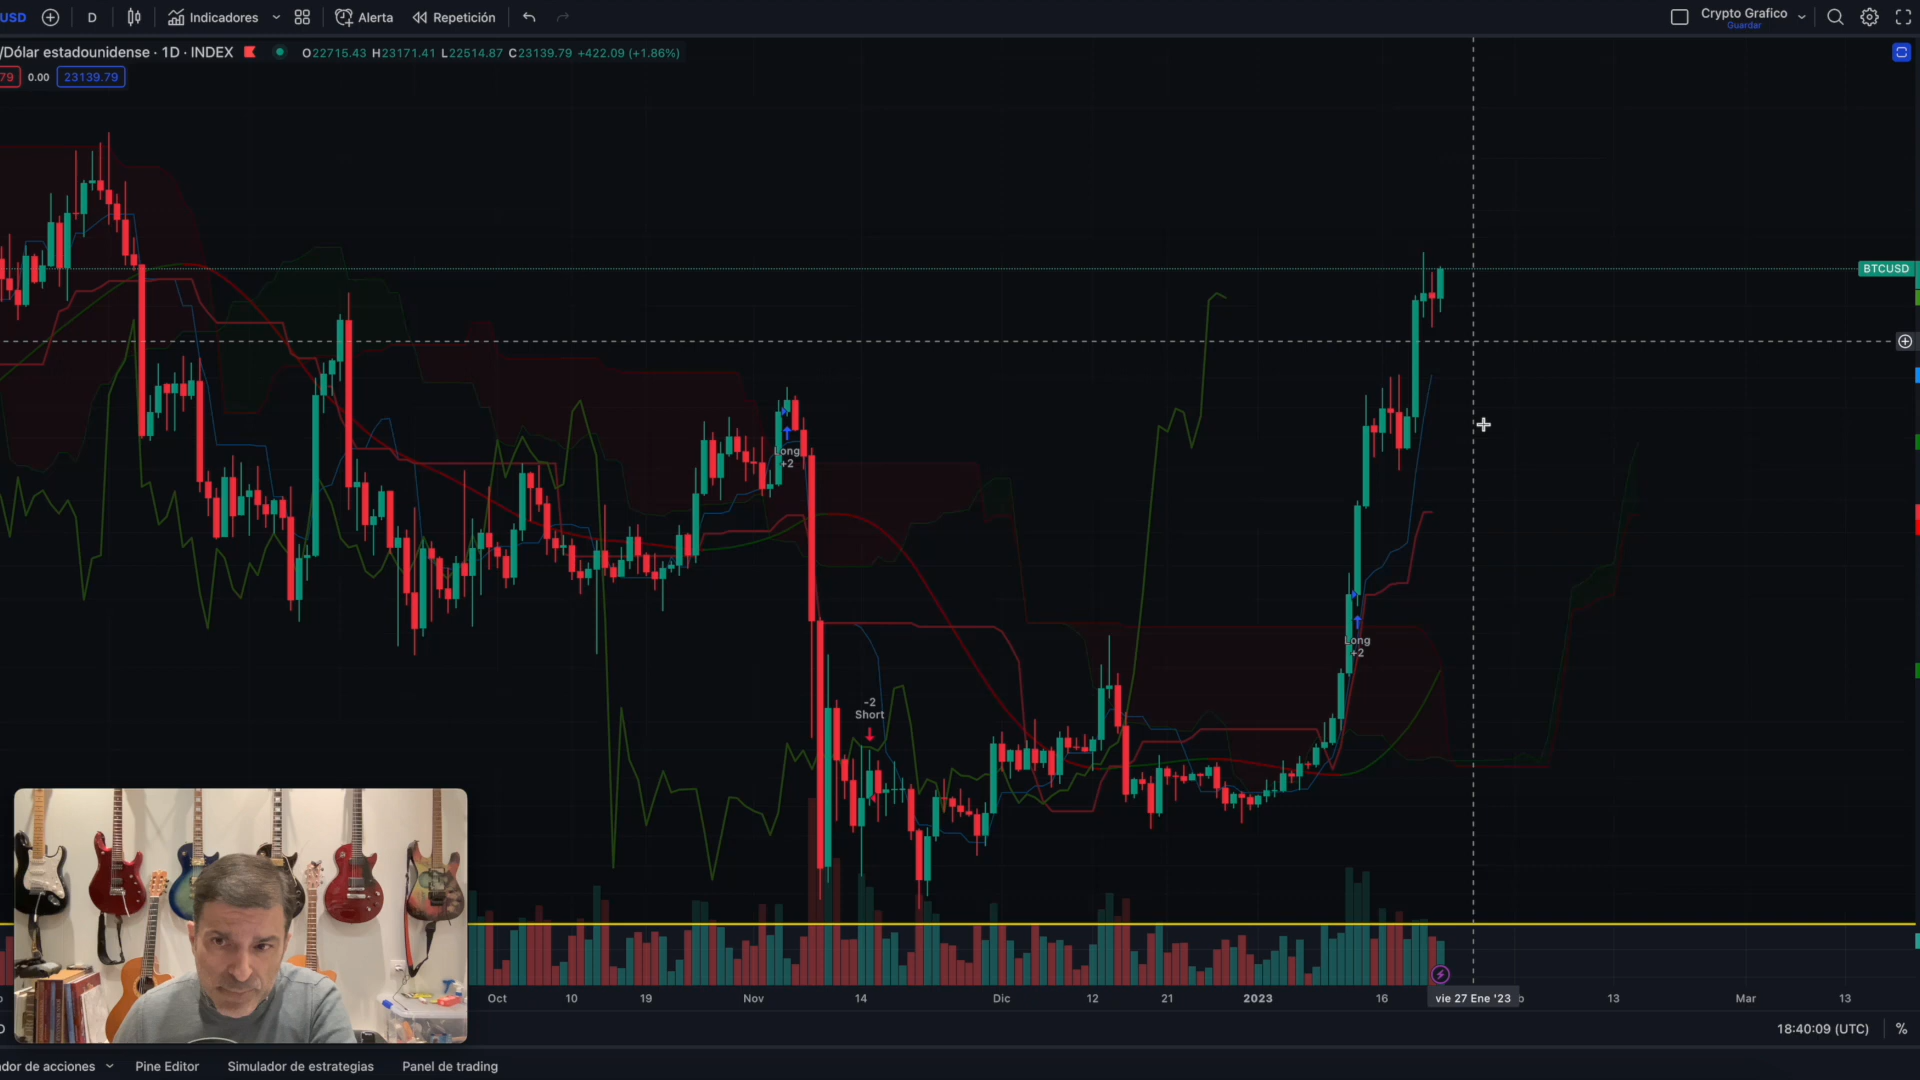 USD D Indicadores Alerta Repetición Crypto Grafico
Guardar
/Dólar estadounidense · 1D · INDEX O22715.43 H23171.41 L22514.87 C23139.79 +422.09 (+1.86%)
79 0.00 23139.79
BTCUSD
Long
+2
Long
+2
-2
Short
Oct 10 19 Nov 14 Dic 12 21 2023 16 vie 27 Ene '23 13 Mar 13
18:40:09 (UTC) %
dor de acciones Pine Editor Simulador de estrategias Panel de trading